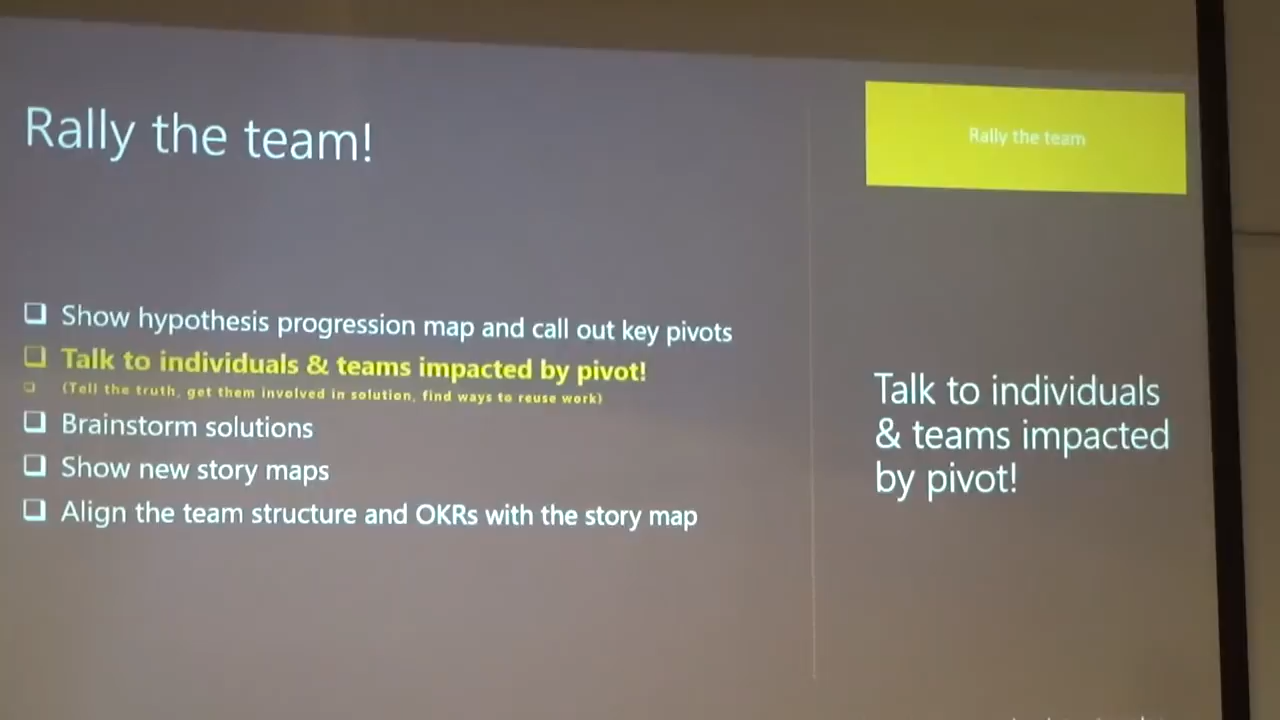 Rally the team!
Show hypothesis progression map and call out key pivots
Talk to individuals & teams impacted by pivot!
(Tell the truth, get them involved in solution, find ways to reuse work)
Brainstorm solutions
Show new story maps
Align the team structure and OKRs with the story map
Rally the team
Talk to individuals
& teams impacted
by pivot!